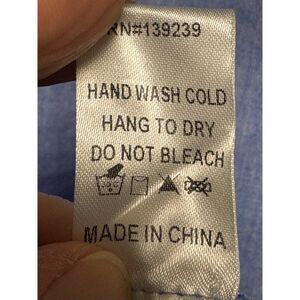 RN#139239
HAND WASH COLD
HANG TO DRY
DO NOT BLEACH
MADE IN CHINA